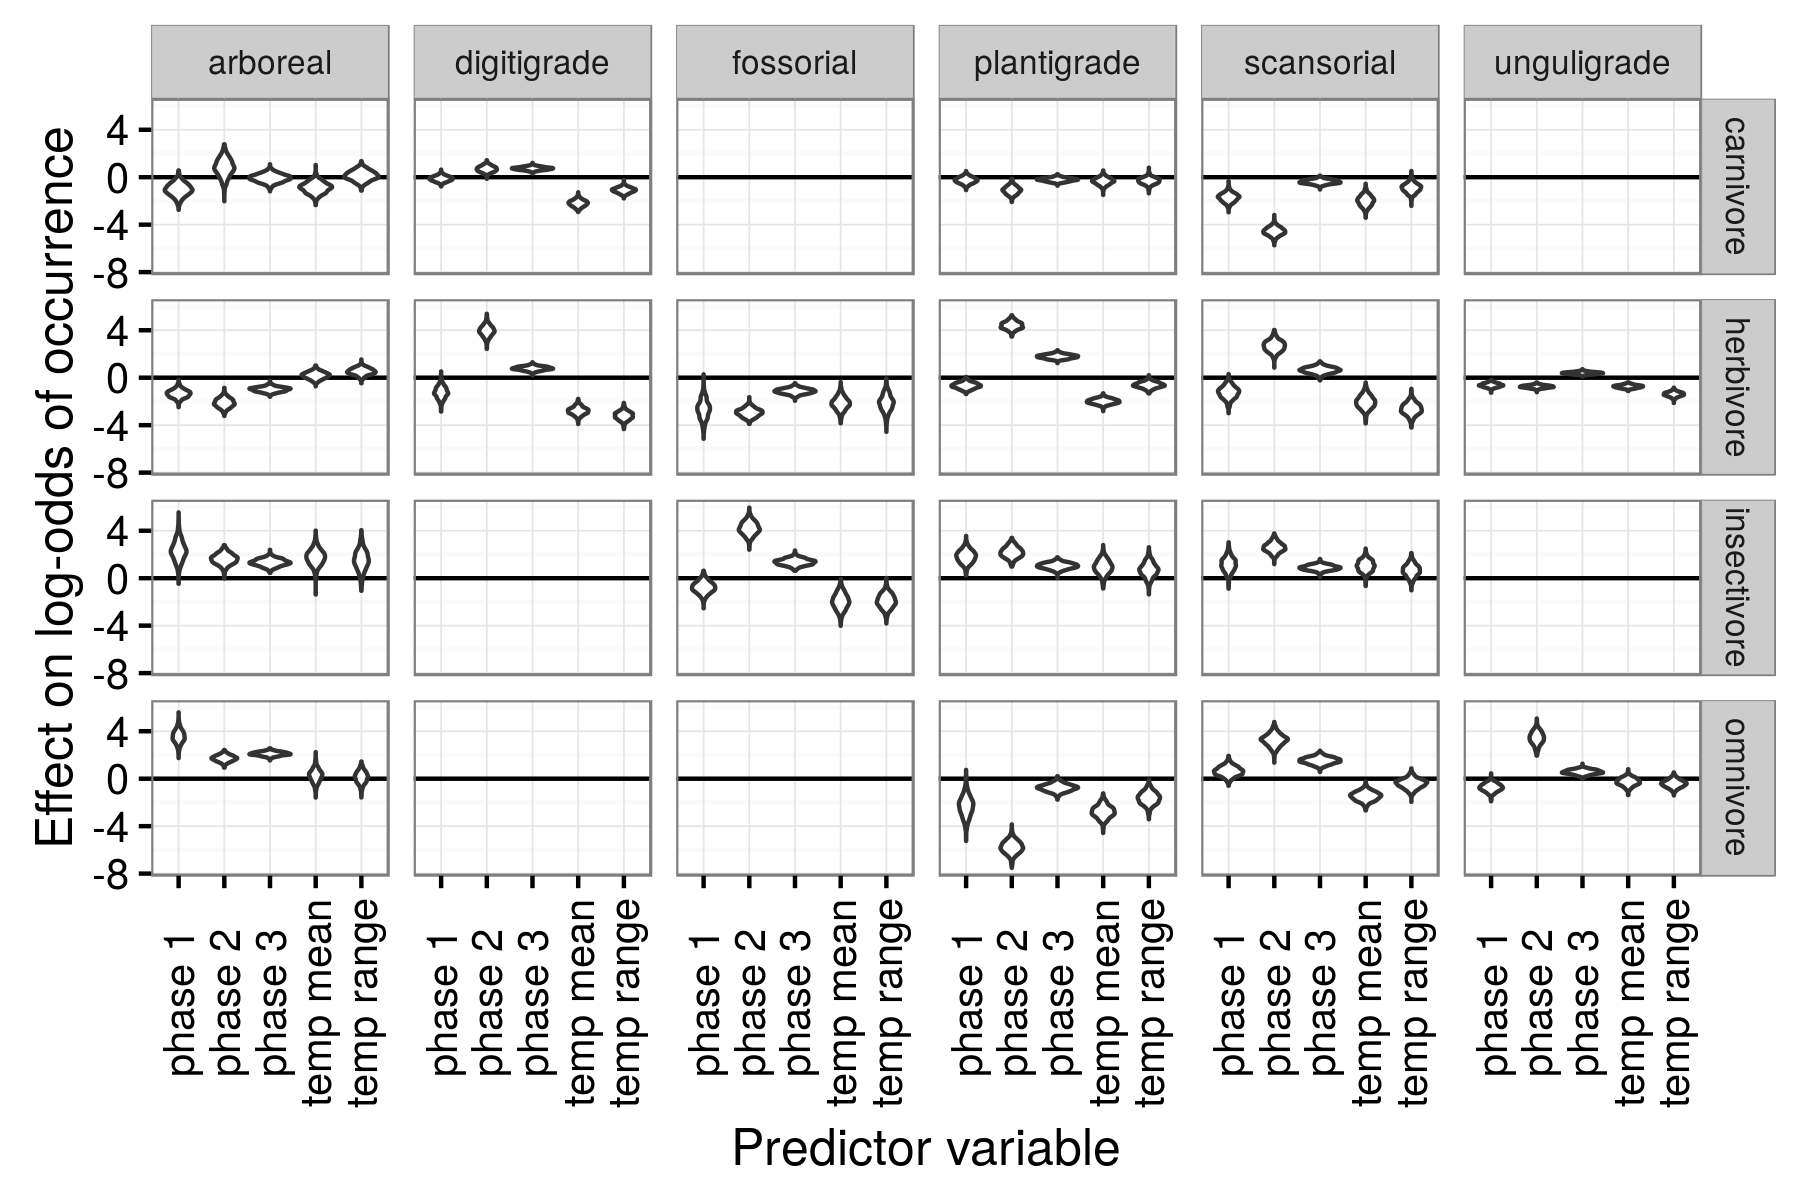 arboreal digitigrade fossorial plantigrade scansorial unguligrade
Effect on log-odds of occurrence
4
0
-4
-8
carnivore
4
0
-4
-8
herbivore
4
0
-4
-8
insectivore
4
0
-4
-8
omnivore
phase 1 phase 2 phase 3 temp mean temp range phase 1 phase 2 phase 3 temp mean temp range phase 1 phase 2 phase 3 temp mean temp range phase 1 phase 2 phase 3 temp mean temp range phase 1 phase 2 phase 3 temp mean temp range phase 1 phase 2 phase 3 temp mean temp range
Predictor variable